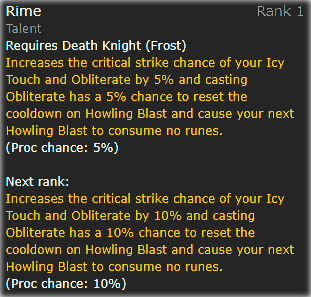 Rime Rank 1
Talent
Requires Death Knight (Frost)
Increases the critical strike chance of your Icy
Touch and Obliterate by 5% and casting
Obliterate has a 5% chance to reset the
cooldown on Howling Blast and cause your next
Howling Blast to consume no runes.
(Proc chance: 5%)
Next rank:
Increases the critical strike chance of your Icy
Touch and Obliterate by 10% and casting
Obliterate has a 10% chance to reset the
cooldown on Howling Blast and cause your next
Howling Blast to consume no runes.
(Proc chance: 10%)